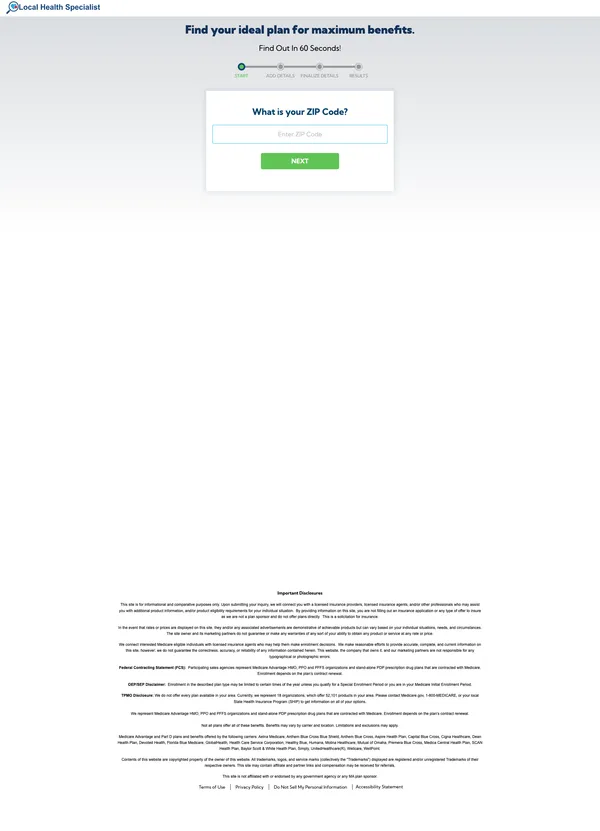 Local Health Specialist
Find your ideal plan for maximum benefits.
Find Out In 60 Seconds!
START ADD DETAILS FINALIZE DETAILS RESULTS
What is your ZIP Code?
Enter ZIP Code
NEXT
Important Disclosures
This site is for informational and comparative purposes only. Upon submitting your inquiry, we will connect you with a licensed insurance providers, licensed insurance agents, and/or other professionals who may assist
you with additional product information, and/or product eligibility requirements for your individual situation. By providing information on this site, you are not filling out an insurance application or any type of offer to insure
as we are not a plan sponsor and do not offer plans directly. This is a solicitation for insurance.
In the event that rates or prices are displayed on this site, they and/or any associated advertisements are demonstrative of achievable products but can vary based on your individual situations, needs, and circumstances.
The site owner and its marketing partners do not guarantee or make any warranties of any sort of your ability to obtain any product or service at any rate or price.
We connect interested Medicare eligible individuals with licensed insurance agents who may help them make enrollment decisions. We make reasonable efforts to provide accurate, complete, and current information on
this site, however, we do not guarantee the correctness, accuracy, or reliability of any information contained herein. This website, the company that owns it, and our marketing partners are not responsible for any
typographical or photographic errors.
Federal Contracting Statement (FCS): Participating sales agencies represent Medicare Advantage HMO, PPO and PFFS organizations and stand-alone PDP prescription drug plans that are contracted with Medicare.
Enrollment depends on the plan's contract renewal.
OEP/SEP Disclaimer: Enrollment in the described plan type may be limited to certain times of the year unless you qualify for a Special Enrollment Period or you are in your Medicare Initial Enrollment Period.
TPMO Disclosure: We do not offer every plan available in your area. Currently, we represent 18 organizations, which offer 52,101 products in your area. Please contact Medicare.gov, 1-800-MEDICARE, or your local
State Health Insurance Program (SHIP) to get information on all of your options.
We represent Medicare Advantage HMO, PPO and PFFS organizations and stand-alone PDP prescription drug plans that are contracted with Medicare. Enrollment depends on the plan's contract renewal.
Not all plans offer all of these benefits. Benefits may vary by carrier and location. Limitations and exclusions may apply.
Medicare Advantage and Part D plans and benefits offered by the following carriers: Aetna Medicare, Anthem Blue Cross Blue Shield, Anthem Blue Cross, Aspire Health Plan, Capital Blue Cross, Cigna Healthcare, Dean
Health Plan, Devoted Health, Florida Blue Medicare, GlobalHealth, Health Care Service Corporation, Healthy Blue, Humana, Molina Healthcare, Mutual of Omaha, Premera Blue Cross, Medica Central Health Plan, SCAN
Health Plan, Baylor Scott & White Health Plan, Simply, UnitedHealthcare(R), Wellcare, WellPoint
Contents of this website are copyrighted property of the owner of this website. All trademarks, logos, and service marks (collectively the "Trademarks") displayed are registered and/or unregistered Trademarks of their
respective owners. This site may contain affiliate and partner links and compensation may be received for referrals.
This site is not affiliated with or endorsed by any government agency or any MA plan sponsor.
Terms of Use | Privacy Policy | Do Not Sell My Personal Information | Accessibility Statement